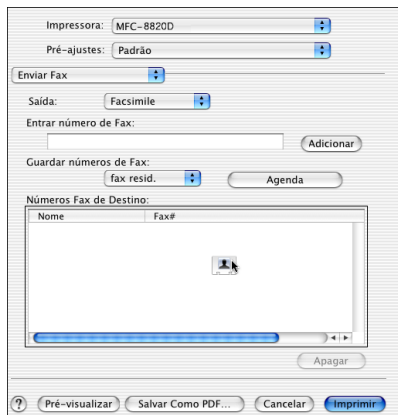 Impressora: MFC-8820D
Pré-ajustes: Padrão
Enviar Fax
Saída: Facsimile
Entrar número de Fax:
Adicionar
Guardar números de Fax:
fax resid. Agenda
Números Fax de Destino:
Nome Fax#
Apagar
? Pré-visualizar Salvar Como PDF... Cancelar Imprimir